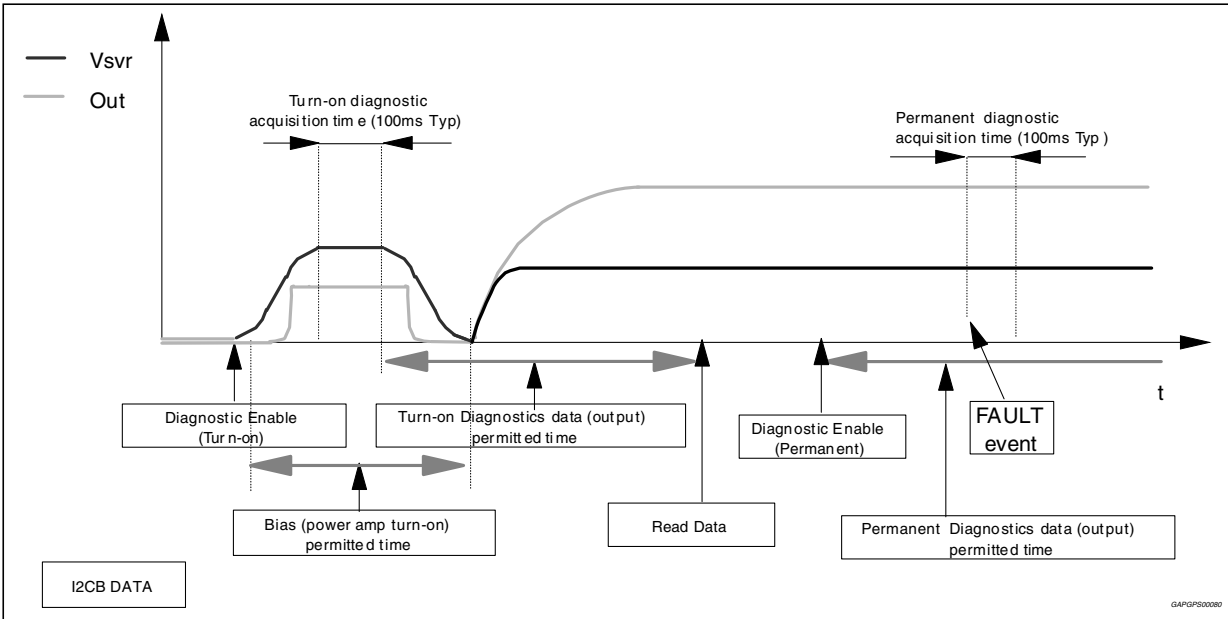 Vsvr
Out
Turn-on diagnostic
acquisition time (100ms Typ)
Permanent diagnostic
acquisition time (100ms Typ)
t
Diagnostic Enable
(Turn-on)
Turn-on Diagnostics data (output)
permitted time
Diagnostic Enable
(Permanent)
FAULT
event
Bias (power amp turn-on)
permitted time
Read Data
Permanent Diagnostics data (output)
permitted time
I2CB DATA
GAPGPS00080